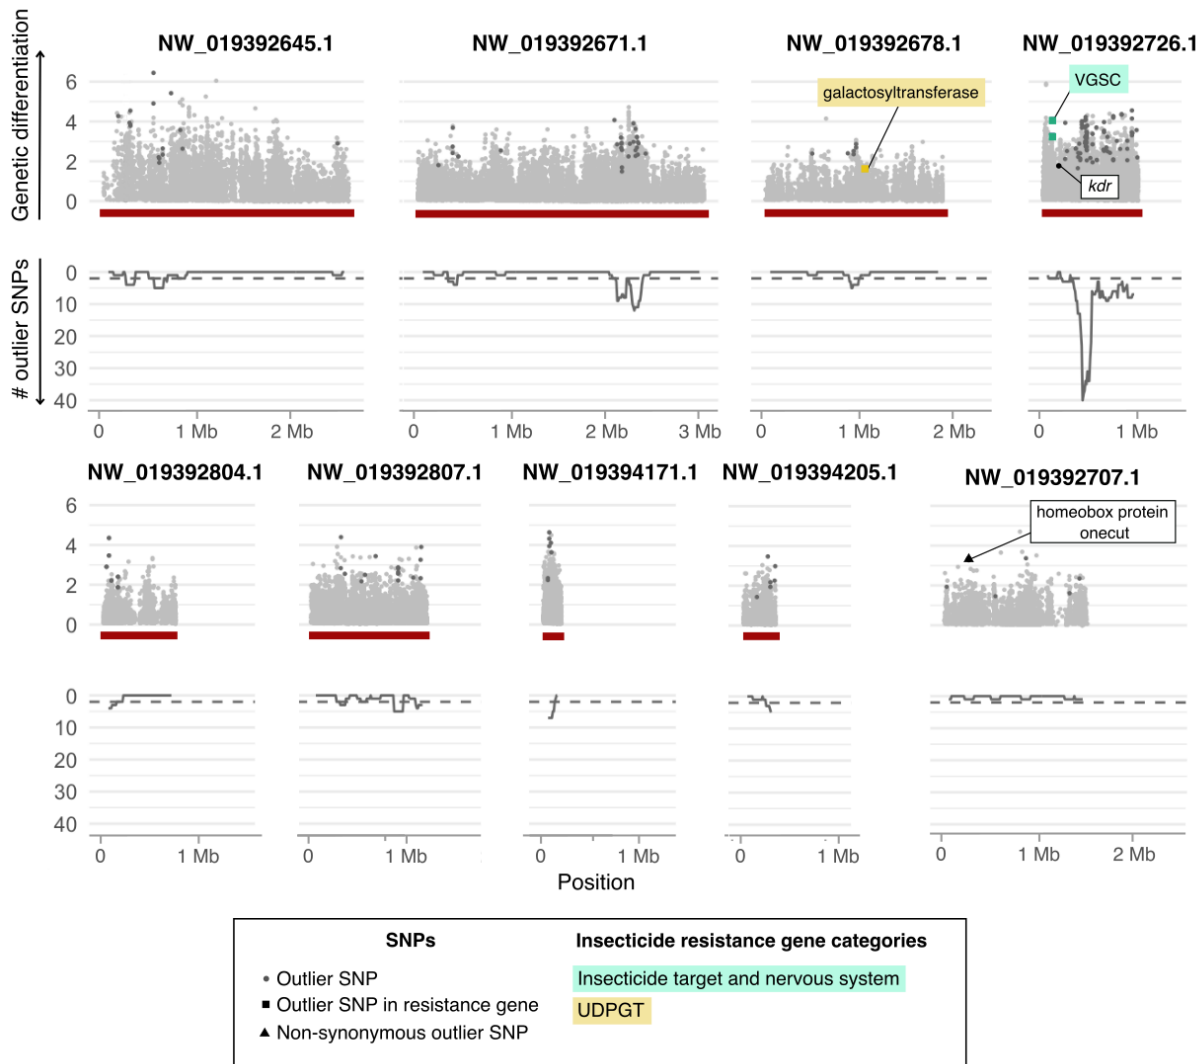 NW_019392645.1
NW_019392671.1
NW_019392678.1
NW_019392726.1
Genetic differentiation
6
4
2
0
galactosyltransferase
VGSC
kdr
# outlier SNPs
0
10
20
30
40
0
1 Mb
2 Mb
0
1 Mb
2 Mb
3 Mb
0
1 Mb
2 Mb
0
1 Mb
NW_019392804.1
NW_019392807.1
NW_019394171.1
NW_019394205.1
NW_019392707.1
6
4
2
0
homeobox protein
onecut
0
10
20
30
40
0
1 Mb
0
1 Mb
0
1 Mb
0
1 Mb
0
1 Mb
2 Mb
Position
SNPs
Outlier SNP
Outlier SNP in resistance gene
Non-synonymous outlier SNP
Insecticide resistance gene categories
Insecticide target and nervous system
UDPGT